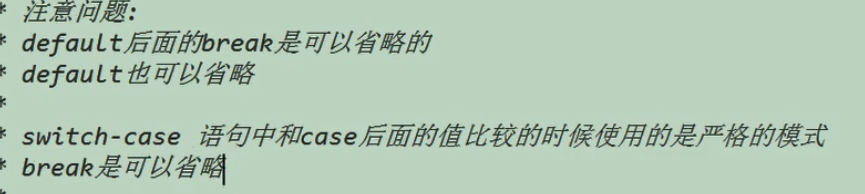 * 注意问题:
* default后面的break是可以省略的
* default也可以省略
*
* switch-case 语句中和case后面的值比较的时候使用的是严格的模式
* break是可以省略
*